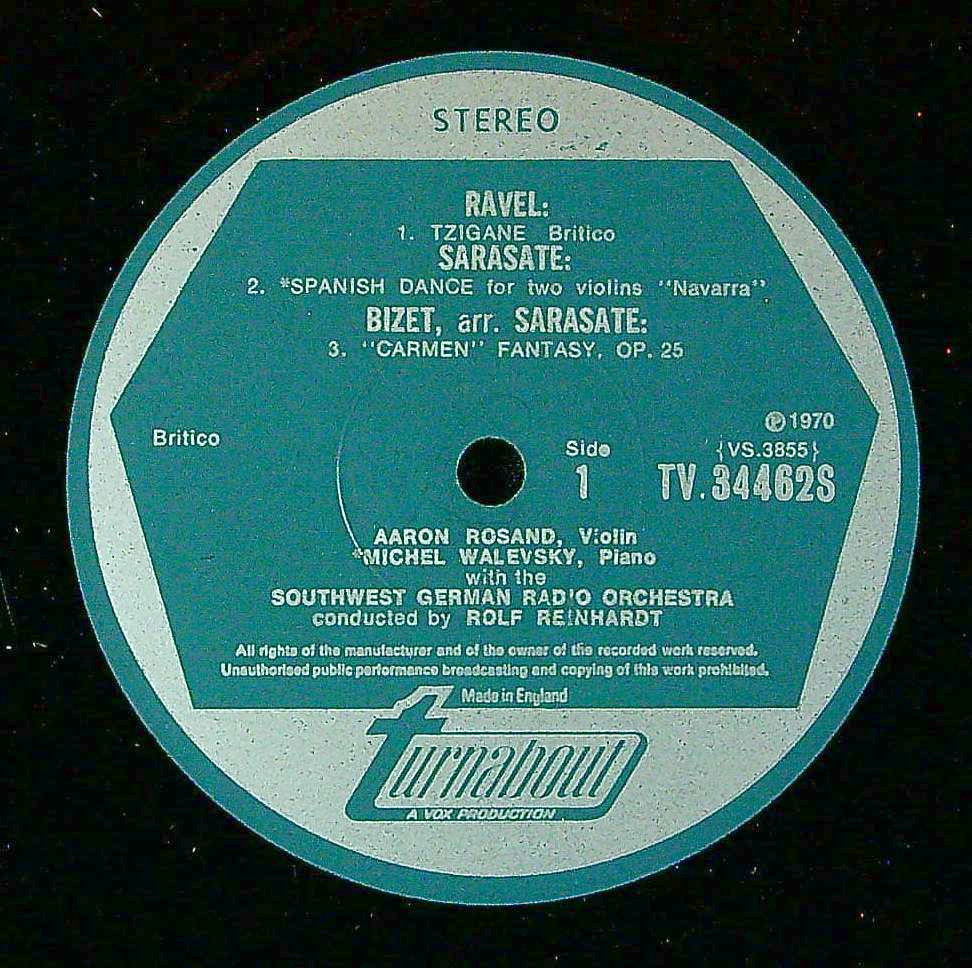 STEREO
RAVEL:
1. TZIGANE Britico
SARASATE:
2. *SPANISH DANCE for two violins "Navarra"
BIZET, arr. SARASATE:
3. "CARMEN" FANTASY, OP. 25
Britico
℗ 1970
Side
1
{VS.3855}
TV.34462S
AARON ROSAND, Violin
*MICHEL WALEVSKY, Piano
with the
SOUTHWEST GERMAN RADIO ORCHESTRA
conducted by ROLF REINHARDT
All rights of the manufacturer and of the owner of the recorded work reserved.
Unauthorised public performance broadcasting and copying of this work prohibited.
Made in England
turnabout
A VOX PRODUCTION